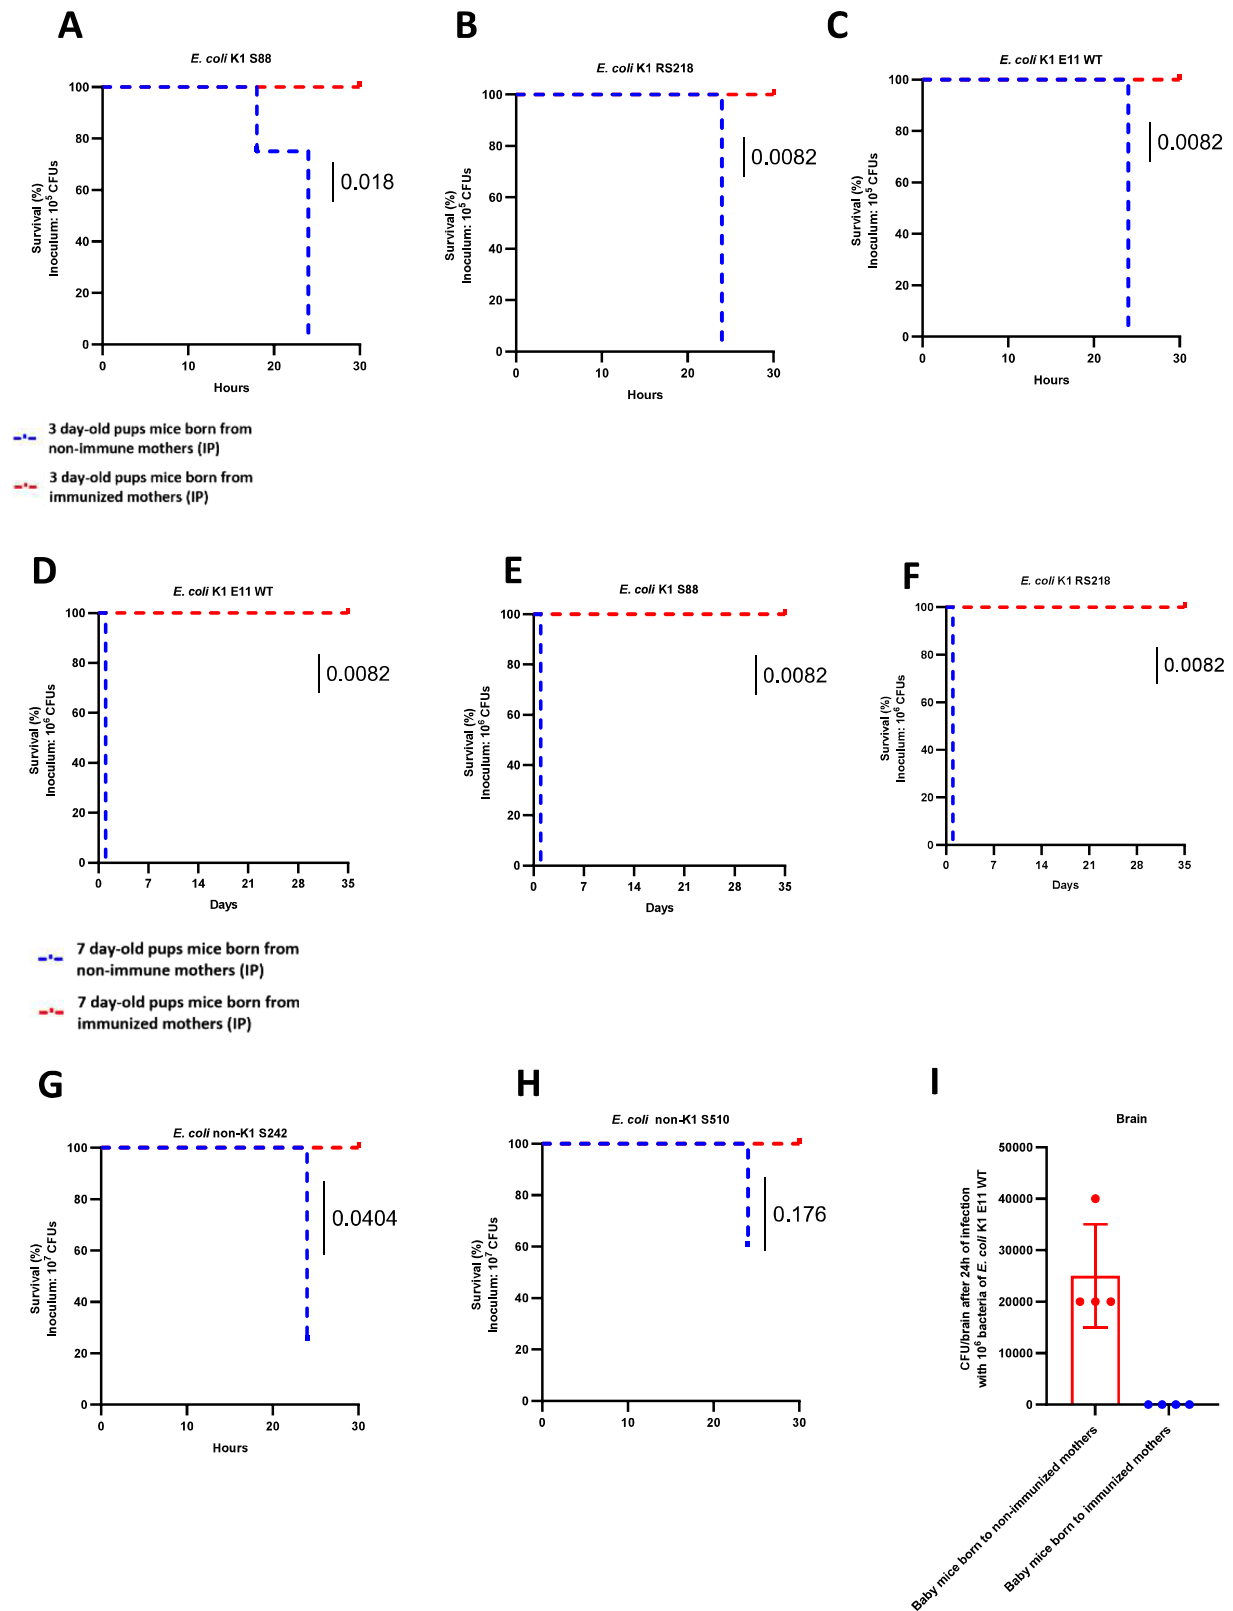 A
E. coli K1 S88
Survival (%)
Inoculum: 10⁵ CFUs
100
80
60
40
20
0
0 10 20 30
Hours
0.018
B
E. coli K1 RS218
Survival (%)
Inoculum: 10⁵ CFUs
100
80
60
40
20
0
0 10 20 30
Hours
0.0082
C
E. coli K1 E11 WT
Survival (%)
Inoculum: 10⁵ CFUs
100
80
60
40
20
0
0 10 20 30
Hours
0.0082
3 day-old pups mice born from
non-immune mothers (IP)
3 day-old pups mice born from
immunized mothers (IP)
D
E. coli K1 E11 WT
Survival (%)
Inoculum: 10⁶ CFUs
100
80
60
40
20
0
0 7 14 21 28 35
Days
0.0082
E
E. coli K1 S88
Survival (%)
Inoculum: 10⁶ CFUs
100
80
60
40
20
0
0 7 14 21 28 35
Days
0.0082
F
E. coli K1 RS218
Survival (%)
Inoculum: 10⁶ CFUs
100
80
60
40
20
0
0 7 14 21 28 35
Days
0.0082
7 day-old pups mice born from
non-immune mothers (IP)
7 day-old pups mice born from
immunized mothers (IP)
G
E. coli non-K1 S242
Survival (%)
Inoculum: 10⁷ CFUs
100
80
60
40
20
0
0 10 20 30
Hours
0.0404
H
E. coli non-K1 S510
Survival (%)
Inoculum: 10⁷ CFUs
100
80
60
40
20
0
0 10 20 30
0.176
I
Brain
CFU/brain after 24h of infection
with 10⁶ bacteria of E. coli K1 E11 WT
50000
40000
30000
20000
10000
0
Baby mice born to non-immunized mothers
Baby mice born to immunized mothers